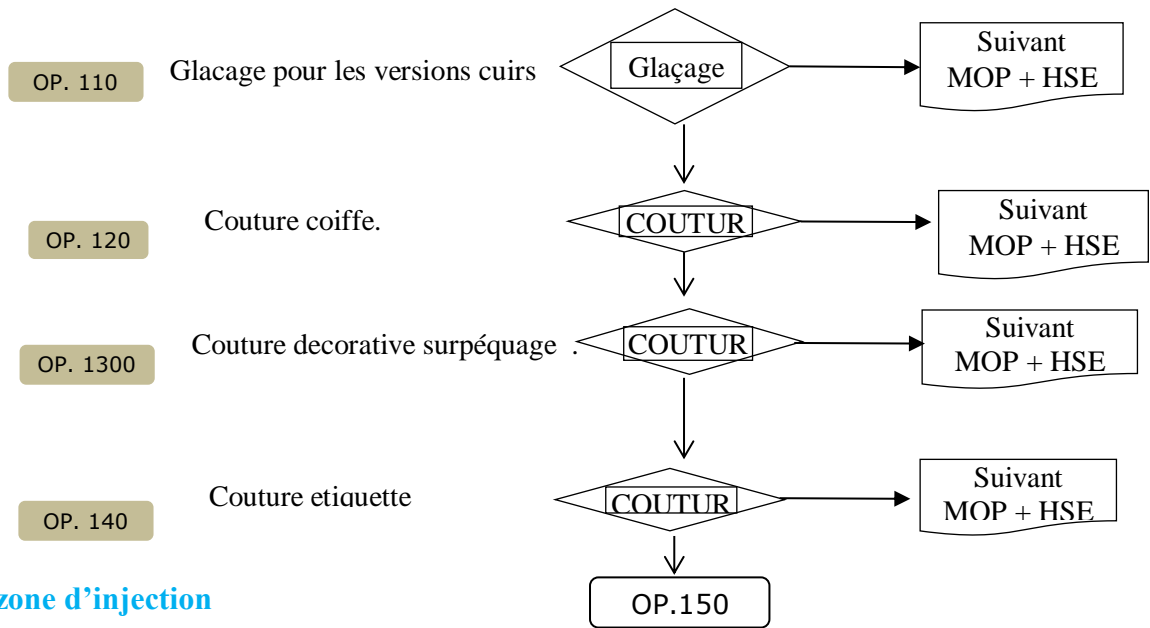 OP. 110
Glacage pour les versions cuirs
Glaçage
Suivant
MOP + HSE
OP. 120
Couture coiffe.
COUTUR
Suivant
MOP + HSE
OP. 1300
Couture decorative surpéquage .
COUTUR
Suivant
MOP + HSE
OP. 140
Couture etiquette
COUTUR
Suivant
MOP + HSE
zone d’injection
OP.150